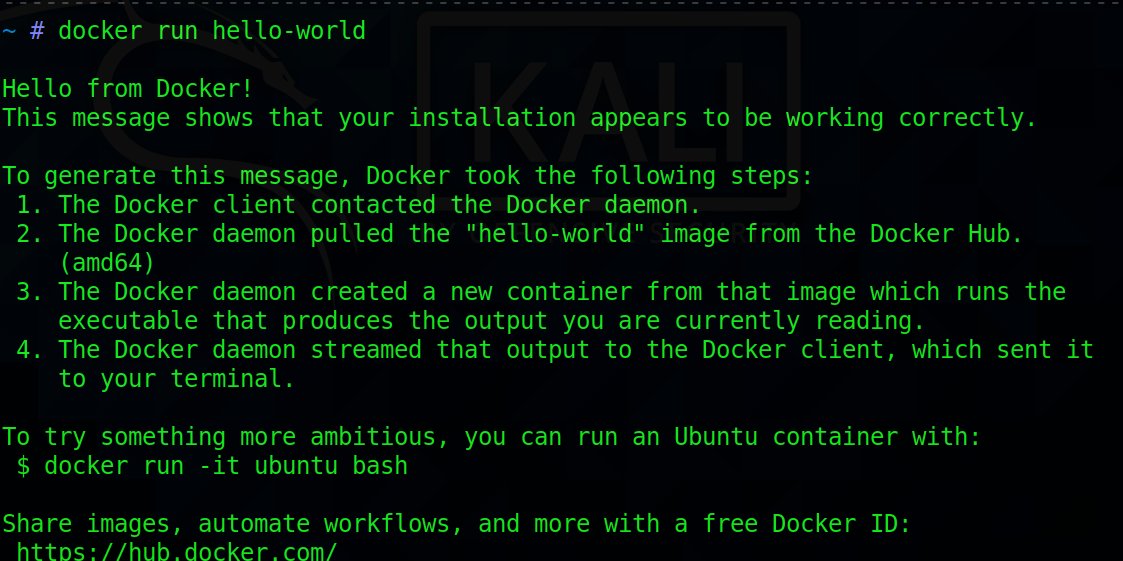 ~ # docker run hello-world
Hello from Docker!
This message shows that your installation appears to be working correctly.
To generate this message, Docker took the following steps:
1. The Docker client contacted the Docker daemon.
2. The Docker daemon pulled the "hello-world" image from the Docker Hub.
(amd64)
3. The Docker daemon created a new container from that image which runs the
executable that produces the output you are currently reading.
4. The Docker daemon streamed that output to the Docker client, which sent it
to your terminal.
To try something more ambitious, you can run an Ubuntu container with:
$ docker run -it ubuntu bash
Share images, automate workflows, and more with a free Docker ID:
https://hub.docker.com/
KALI